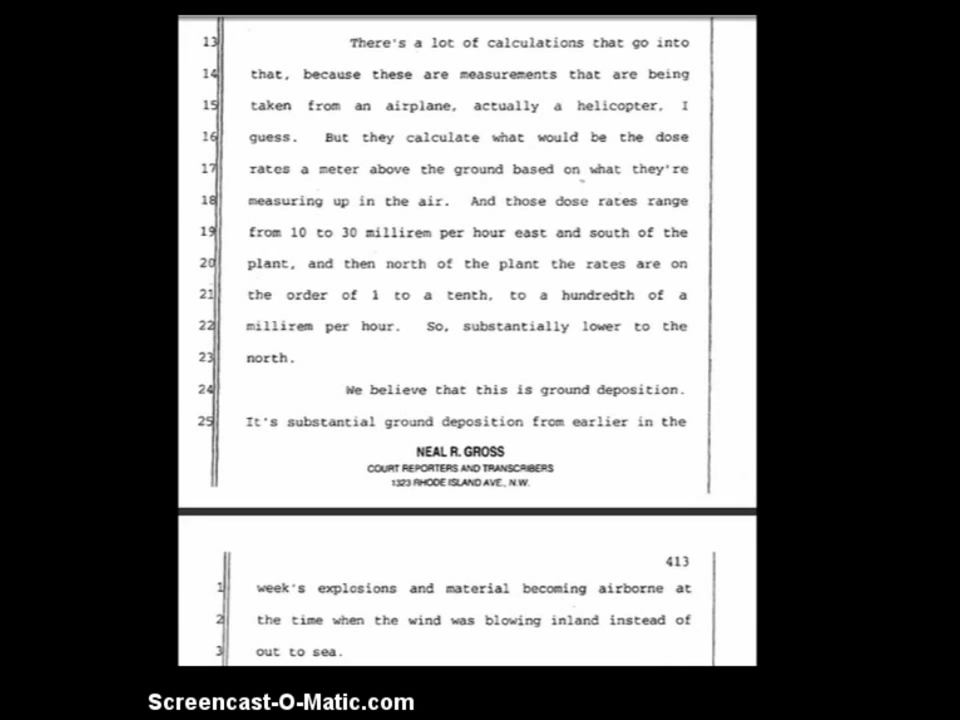 13 There's a lot of calculations that go into
14 that, because these are measurements that are being
15 taken from an airplane, actually a helicopter, I
16 guess. But they calculate what would be the dose
17 rates a meter above the ground based on what they're
18 measuring up in the air. And those dose rates range
19 from 10 to 30 millirem per hour east and south of the
20 plant, and then north of the plant the rates are on
21 the order of 1 to a tenth, to a hundredth of a
22 millirem per hour. So, substantially lower to the
23 north.
24 We believe that this is ground deposition.
25 It's substantial ground deposition from earlier in the
NEAL R. GROSS
COURT REPORTERS AND TRANSCRIBERS
1323 RHODE ISLAND AVE., N.W.
413
1 week's explosions and material becoming airborne at
2 the time when the wind was blowing inland instead of
3 out to sea.
Screencast-O-Matic.com